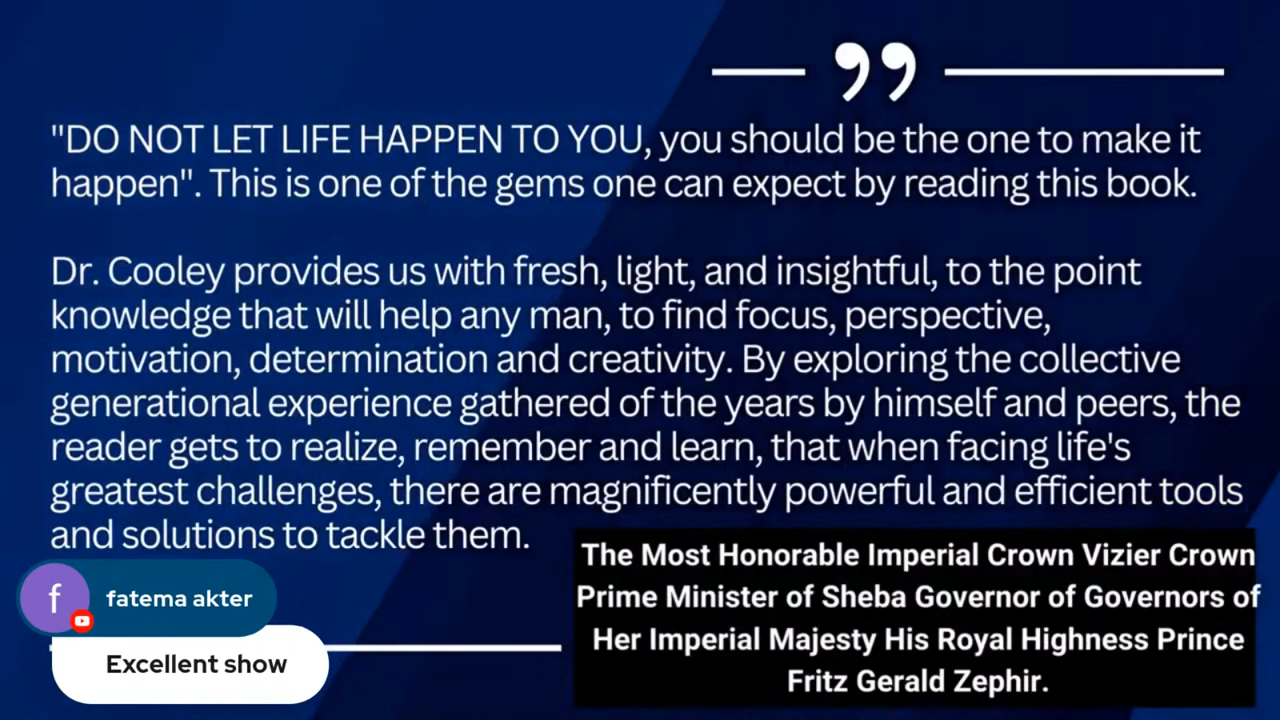 "DO NOT LET LIFE HAPPEN TO YOU, you should be the one to make it
happen". This is one of the gems one can expect by reading this book.
Dr. Cooley provides us with fresh, light, and insightful, to the point
knowledge that will help any man, to find focus, perspective,
motivation, determination and creativity. By exploring the collective
generational experience gathered of the years by himself and peers, the
reader gets to realize, remember and learn, that when facing life's
greatest challenges, there are magnificently powerful and efficient tools
and solutions to tackle them.
The Most Honorable Imperial Crown Vizier Crown
Prime Minister of Sheba Governor of Governors of
Her Imperial Majesty His Royal Highness Prince
Fritz Gerald Zephir.
f
fatema akter
Excellent show